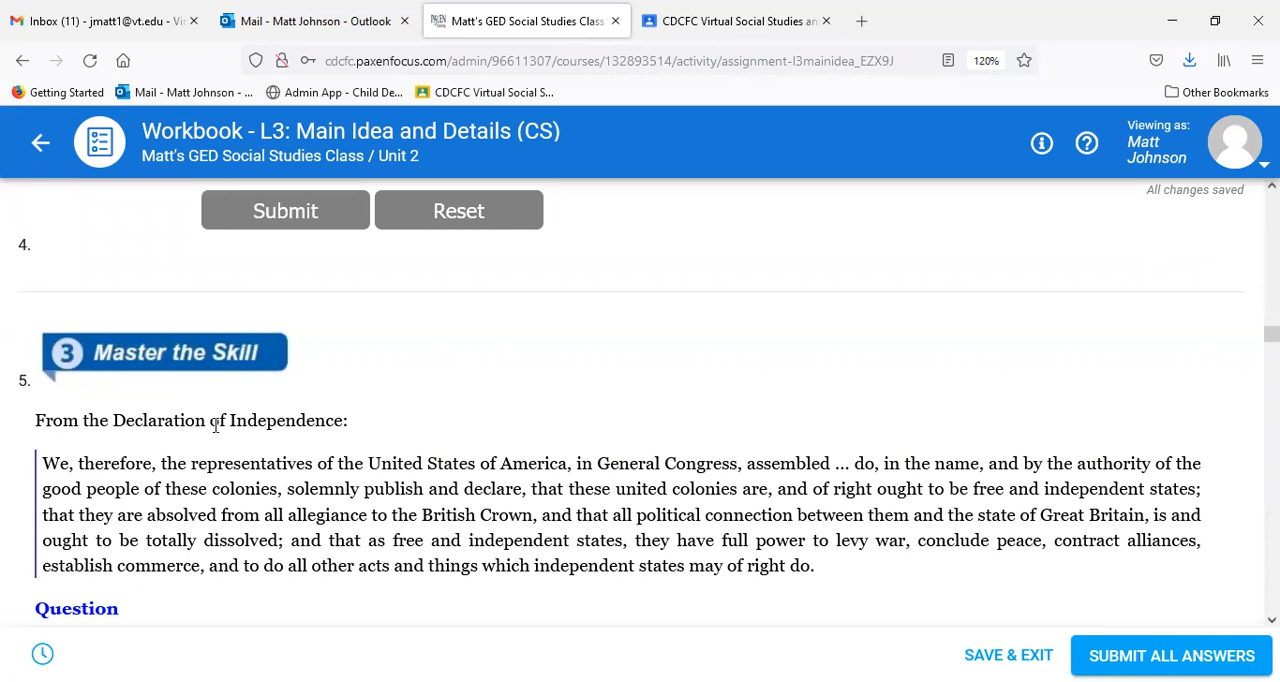 Inbox (11) - jmatt1@vt.edu - Vi
Mail - Matt Johnson - Outlook
PAXEN
Matt's GED Social Studies Class
CDCFC Virtual Social Studies an
cdcfc.paxenfocus.com/admin/96611307/courses/132893514/activity/assignment-l3mainidea_EZX9J
120%
Getting Started
Mail - Matt Johnson - ...
Admin App - Child De...
CDCFC Virtual Social S...
Other Bookmarks
Workbook - L3: Main Idea and Details (CS)
Matt's GED Social Studies Class / Unit 2
Viewing as:
Matt
Johnson
All changes saved
Submit
Reset
4.
3 Master the Skill
5.
From the Declaration of Independence:
We, therefore, the representatives of the United States of America, in General Congress, assembled ... do, in the name, and by the authority of the
good people of these colonies, solemnly publish and declare, that these united colonies are, and of right ought to be free and independent states;
that they are absolved from all allegiance to the British Crown, and that all political connection between them and the state of Great Britain, is and
ought to be totally dissolved; and that as free and independent states, they have full power to levy war, conclude peace, contract alliances,
establish commerce, and to do all other acts and things which independent states may of right do.
Question
SAVE & EXIT
SUBMIT ALL ANSWERS